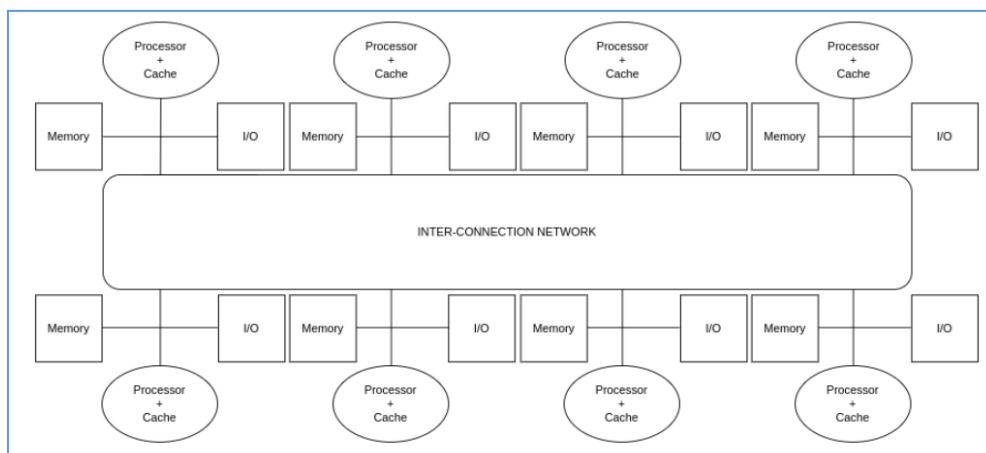 Processor
+
Cache
Processor
+
Cache
Processor
+
Cache
Processor
+
Cache
Memory
I/O
Memory
I/O
Memory
I/O
Memory
I/O
INTER-CONNECTION NETWORK
Memory
I/O
Memory
I/O
Memory
I/O
Memory
I/O
Processor
+
Cache
Processor
+
Cache
Processor
+
Cache
Processor
+
Cache